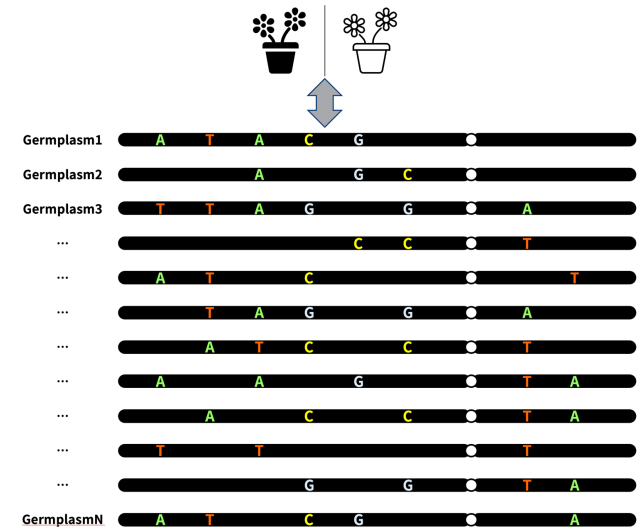 Germplasm1 A T A C G
Germplasm2 A G C
Germplasm3 T T A G G A
... C C T
... A T C T
... T A G G A
... A T C C T
... A A G T A
... A C C T A
... T T T
... G G T A
GermplasmN A T C G A